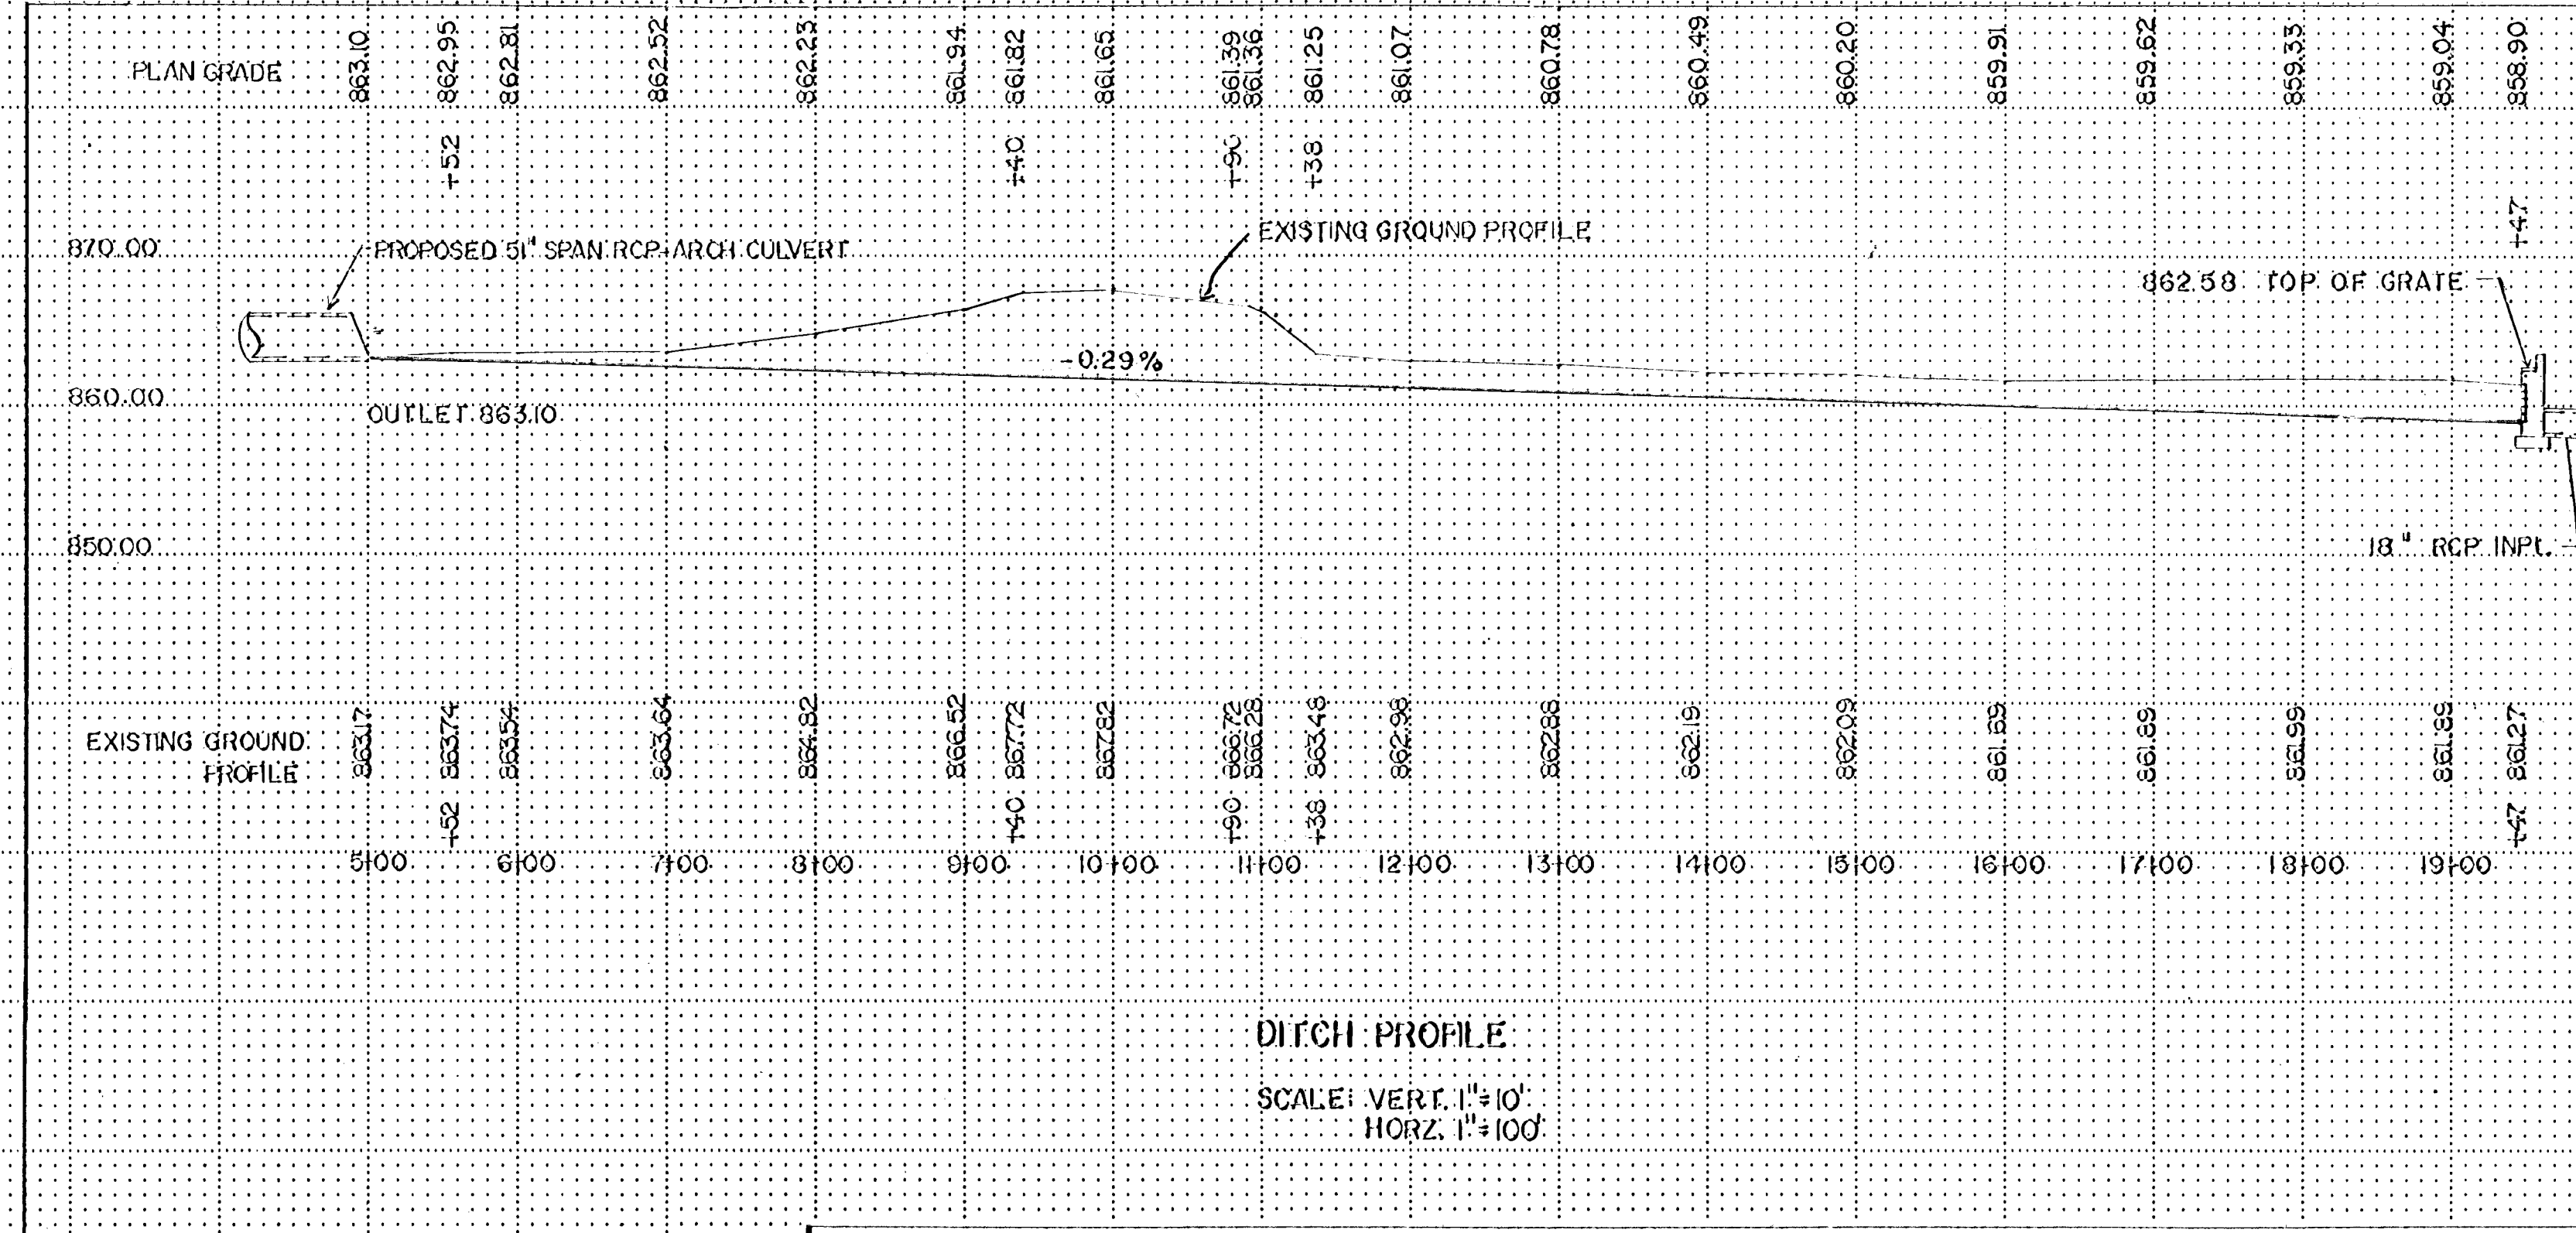 PLAN GRADE 863.10 862.95 862.81 862.52 862.23 861.94 861.82 861.65 861.39 861.36 861.25 861.07 860.78 860.49 860.20 859.91 859.62 859.33 859.04 858.90
+52 +40 +90 +38 +47
870.00
PROPOSED 51" SPAN RCP-ARCH CULVERT
EXISTING GROUND PROFILE
862.58 TOP OF GRATE
-0.29%
860.00
OUTLET 863.10
850.00
18" RCP INPL.
EXISTING GROUND
PROFILE
863.17 863.74 863.54 863.64 864.82 866.52 867.72 867.82 866.72 866.28 863.48 862.98 862.88 862.19 862.09 861.89 861.99 861.89 861.27
+52 +40 +90 +38 +47
5+00 6+00 7+00 8+00 9+00 10+00 11+00 12+00 13+00 14+00 15+00 16+00 17+00 18+00 19+00
DITCH PROFILE
SCALE: VERT. 1"=10'
HORZ. 1"=100'